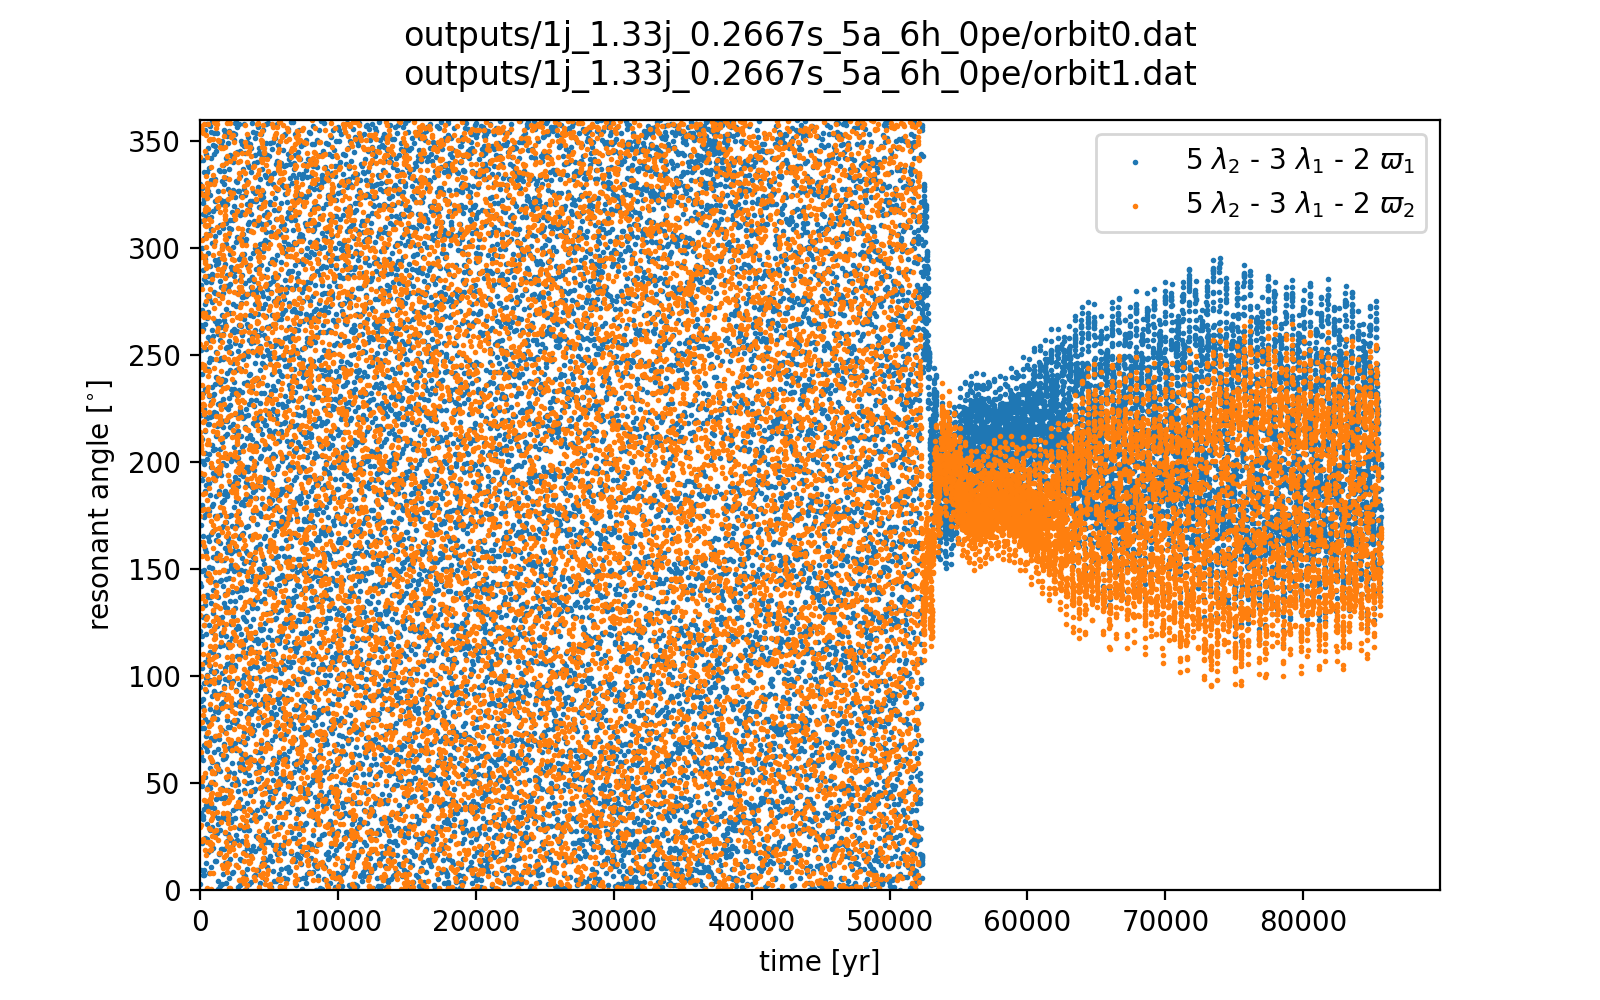 outputs/1j_1.33j_0.2667s_5a_6h_0pe/orbit0.dat
outputs/1j_1.33j_0.2667s_5a_6h_0pe/orbit1.dat
5 λ₂ - 3 λ₁ - 2 ϖ₁
5 λ₂ - 3 λ₁ - 2 ϖ₂
350
300
250
200
150
100
50
0
resonant angle [°]
0 10000 20000 30000 40000 50000 60000 70000 80000
time [yr]